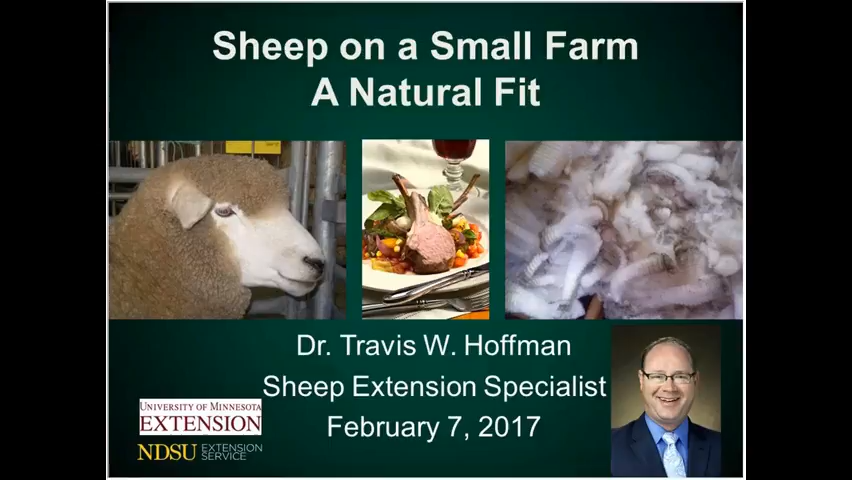 Sheep on a Small Farm
A Natural Fit
Dr. Travis W. Hoffman
Sheep Extension Specialist
February 7, 2017
UNIVERSITY OF MINNESOTA
EXTENSION
NDSU EXTENSION
SERVICE